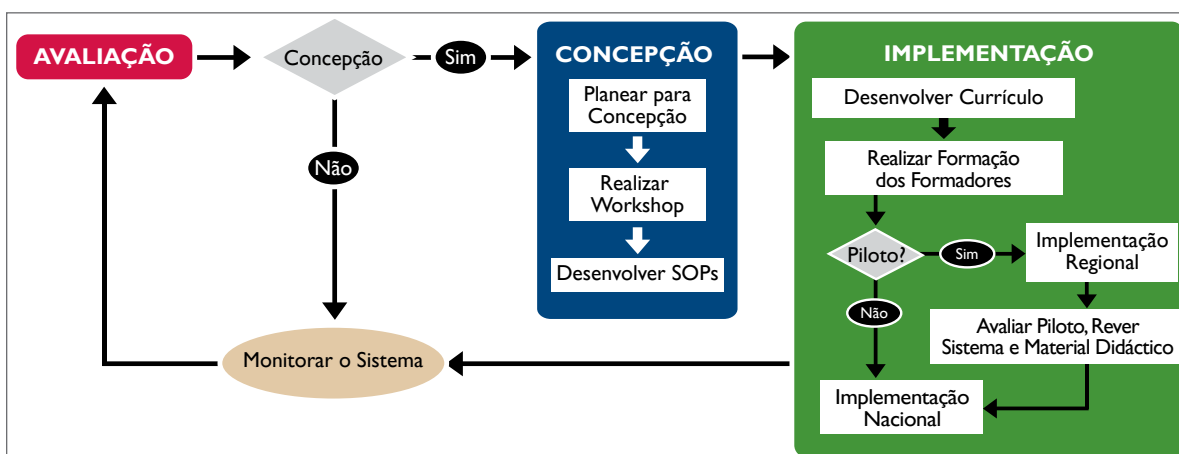 AVALIAÇÃO
Concepção
Sim
Não
CONCEPÇÃO
Planear para
Concepção
Realizar
Workshop
Desenvolver SOPs
IMPLEMENTAÇÃO
Desenvolver Currículo
Realizar Formação
dos Formadores
Piloto?
Sim
Implementação
Regional
Não
Avaliar Piloto, Rever
Sistema e Material Didáctico
Implementação
Nacional
Monitorar o Sistema